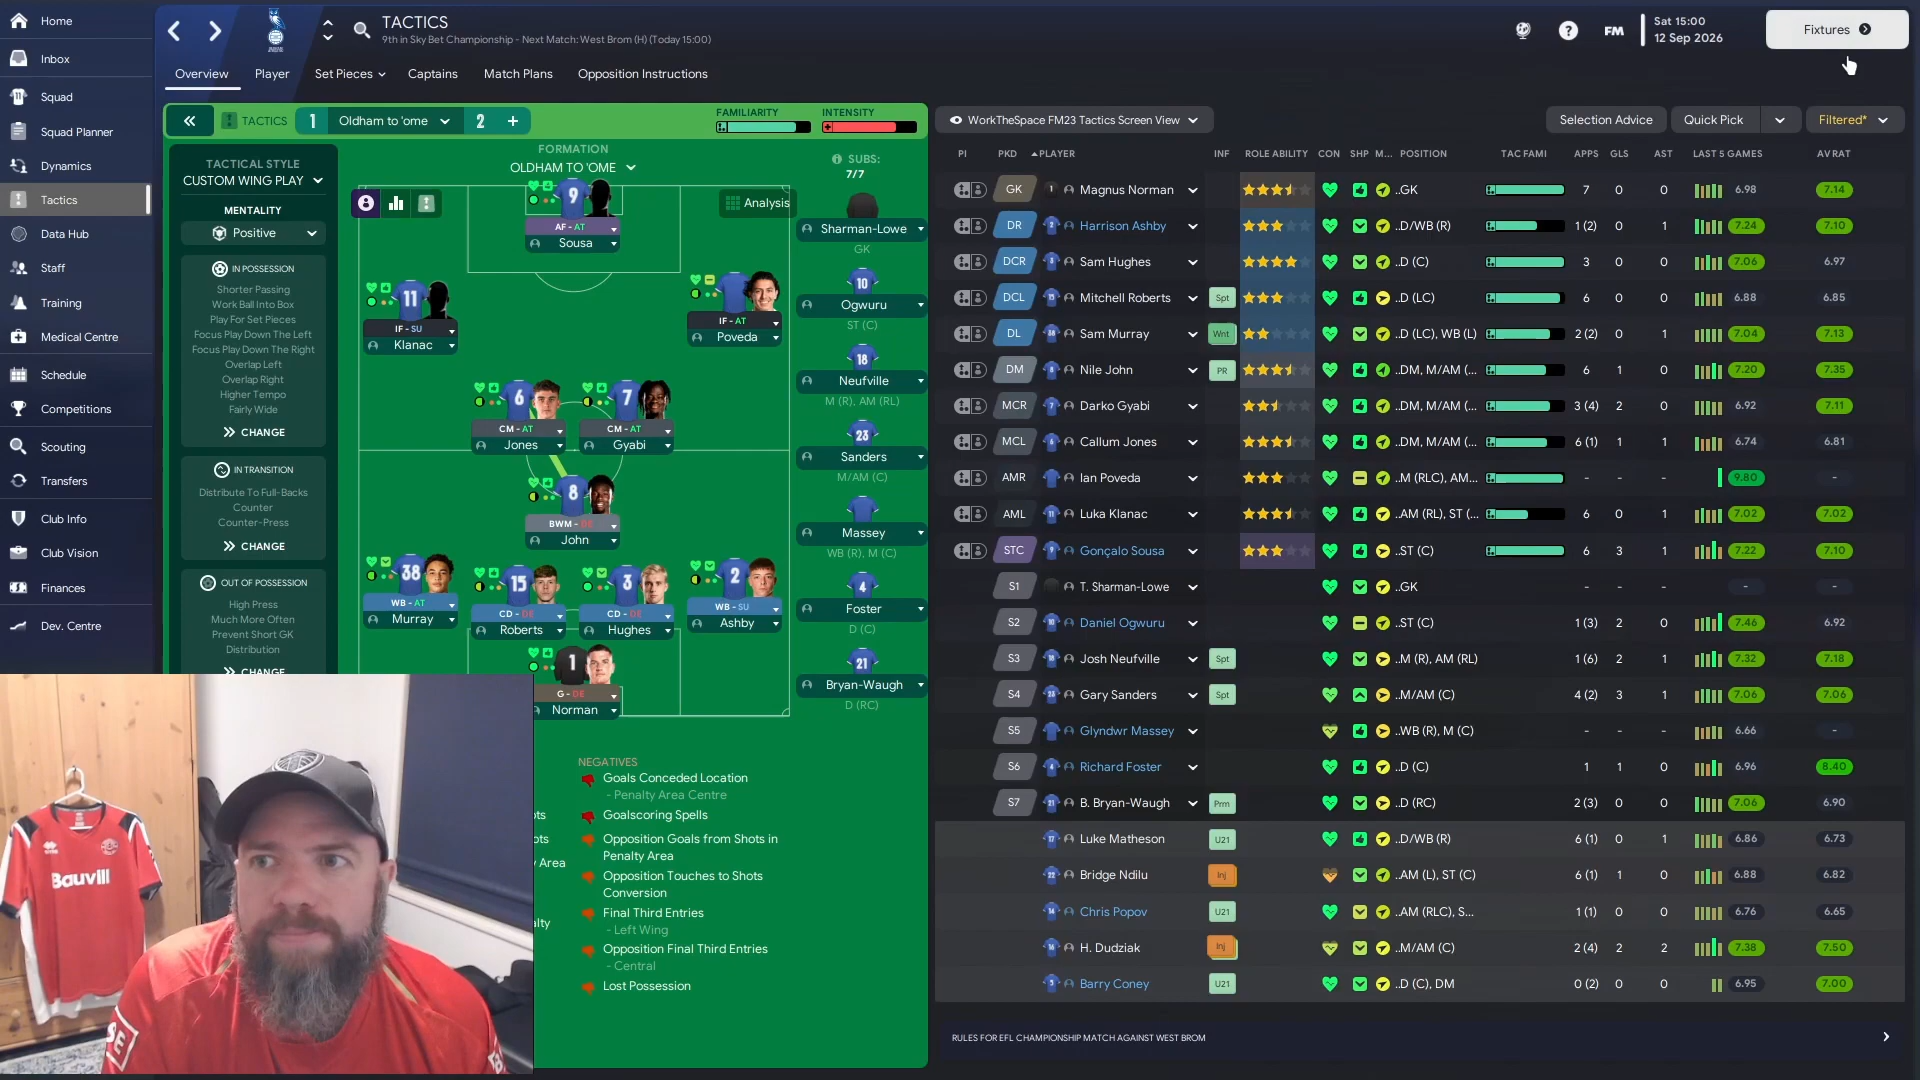 Home
Inbox
Squad
Squad Planner
Dynamics
Tactics
Data Hub
Staff
Training
Medical Centre
Schedule
Competitions
Scouting
Transfers
Club Info
Club Vision
Finances
Dev. Centre
TACTICS
9th in Sky Bet Championship - Next Match: West Brom (H) (Today 15:00)
FM
Sat 15:00
12 Sep 2026
Fixtures
Overview Player Set Pieces Captains Match Plans Opposition Instructions
TACTICS 1 Oldham to 'ome 2 +
FAMILIARITY INTENSITY
TACTICAL STYLE
CUSTOM WING PLAY
MENTALITY
Positive
IN POSSESSION
Shorter Passing
Work Ball Into Box
Play For Set Pieces
Focus Play Down The Left
Focus Play Down The Right
Overlap Left
Overlap Right
Higher Tempo
Fairly Wide
CHANGE
IN TRANSITION
Distribute To Full-Backs
Counter
Counter-Press
CHANGE
OUT OF POSSESSION
High Press
Much More Often
Prevent Short GK
Distribution
CHANGE
FORMATION
OLDHAM TO 'OME
Analysis
9
AF - AT
Sousa
11
IF - SU
Klanac
IF - AT
Poveda
6
CM - AT
Jones
7
CM - AT
Gyabi
8
BWM - DE
John
38
WB - AT
Murray
15
CD - DE
Roberts
3
CD - DE
Hughes
2
WB - SU
Ashby
1
G - DE
Norman
SUBS:
7/7
Sharman-Lowe
GK
10
Ogwuru
ST (C)
18
Neufville
M (R), AM (RL)
23
Sanders
M/AM (C)
Massey
WB (R), M (C)
4
Foster
D (C)
21
Bryan-Waugh
D (RC)
NEGATIVES
Goals Conceded Location
- Penalty Area Centre
Goalscoring Spells
Opposition Goals from Shots in
Penalty Area
Opposition Touches to Shots
Conversion
Final Third Entries
- Left Wing
Opposition Final Third Entries
- Central
Lost Possession
Bauvill
WorkTheSpace FM23 Tactics Screen View
Selection Advice Quick Pick Filtered*
PI PKD PLAYER INF ROLE ABILITY CON SHP M... POSITION TAC FAMI APPS GLS AST LAST 5 GAMES AV RAT
GK Magnus Norman ..GK 7 0 0 6.98 7.14
DR Harrison Ashby ..D/WB (R) 1 (2) 0 1 7.24 7.10
DCR Sam Hughes ..D (C) 3 0 0 7.06 6.97
DCL Mitchell Roberts Spt ..D (LC) 6 0 0 6.88 6.85
DL Sam Murray Wnt ..D (LC), WB (L) 2 (2) 0 1 7.04 7.13
DM Nile John PR ..DM, M/AM (... 6 1 0 7.20 7.35
MCR Darko Gyabi ..DM, M/AM (... 3 (4) 2 0 6.92 7.11
MCL Callum Jones ..DM, M/AM (... 6 (1) 1 1 6.74 6.81
AMR Ian Poveda ..M (RLC), AM... - - - 9.80 -
AML Luka Klanac ..AM (RL), ST (... 6 0 1 7.02 7.02
STC Gonçalo Sousa ..ST (C) 6 3 1 7.22 7.10
S1 T. Sharman-Lowe ..GK - - - - -
S2 Daniel Ogwuru ..ST (C) 1 (3) 2 0 7.46 6.92
S3 Josh Neufville Spt ..M (R), AM (RL) 1 (6) 2 1 7.32 7.18
S4 Gary Sanders Spt ..M/AM (C) 4 (2) 3 1 7.06 7.06
S5 Glyndwr Massey ..WB (R), M (C) - - - 6.66 -
S6 Richard Foster ..D (C) 1 1 0 6.96 8.40
S7 B. Bryan-Waugh Prm ..D (RC) 2 (3) 0 0 7.06 6.90
Luke Matheson U21 ..D/WB (R) 6 (1) 0 1 6.86 6.73
Bridge Ndilu Inj ..AM (L), ST (C) 6 (1) 1 0 6.88 6.82
Chris Popov U21 ..AM (RLC), S... 1 (1) 0 0 6.76 6.65
H. Dudziak Inj ..M/AM (C) 2 (4) 2 2 7.38 7.50
Barry Coney U21 ..D (C), DM 0 (2) 0 0 6.95 7.00
RULES FOR EFL CHAMPIONSHIP MATCH AGAINST WEST BROM